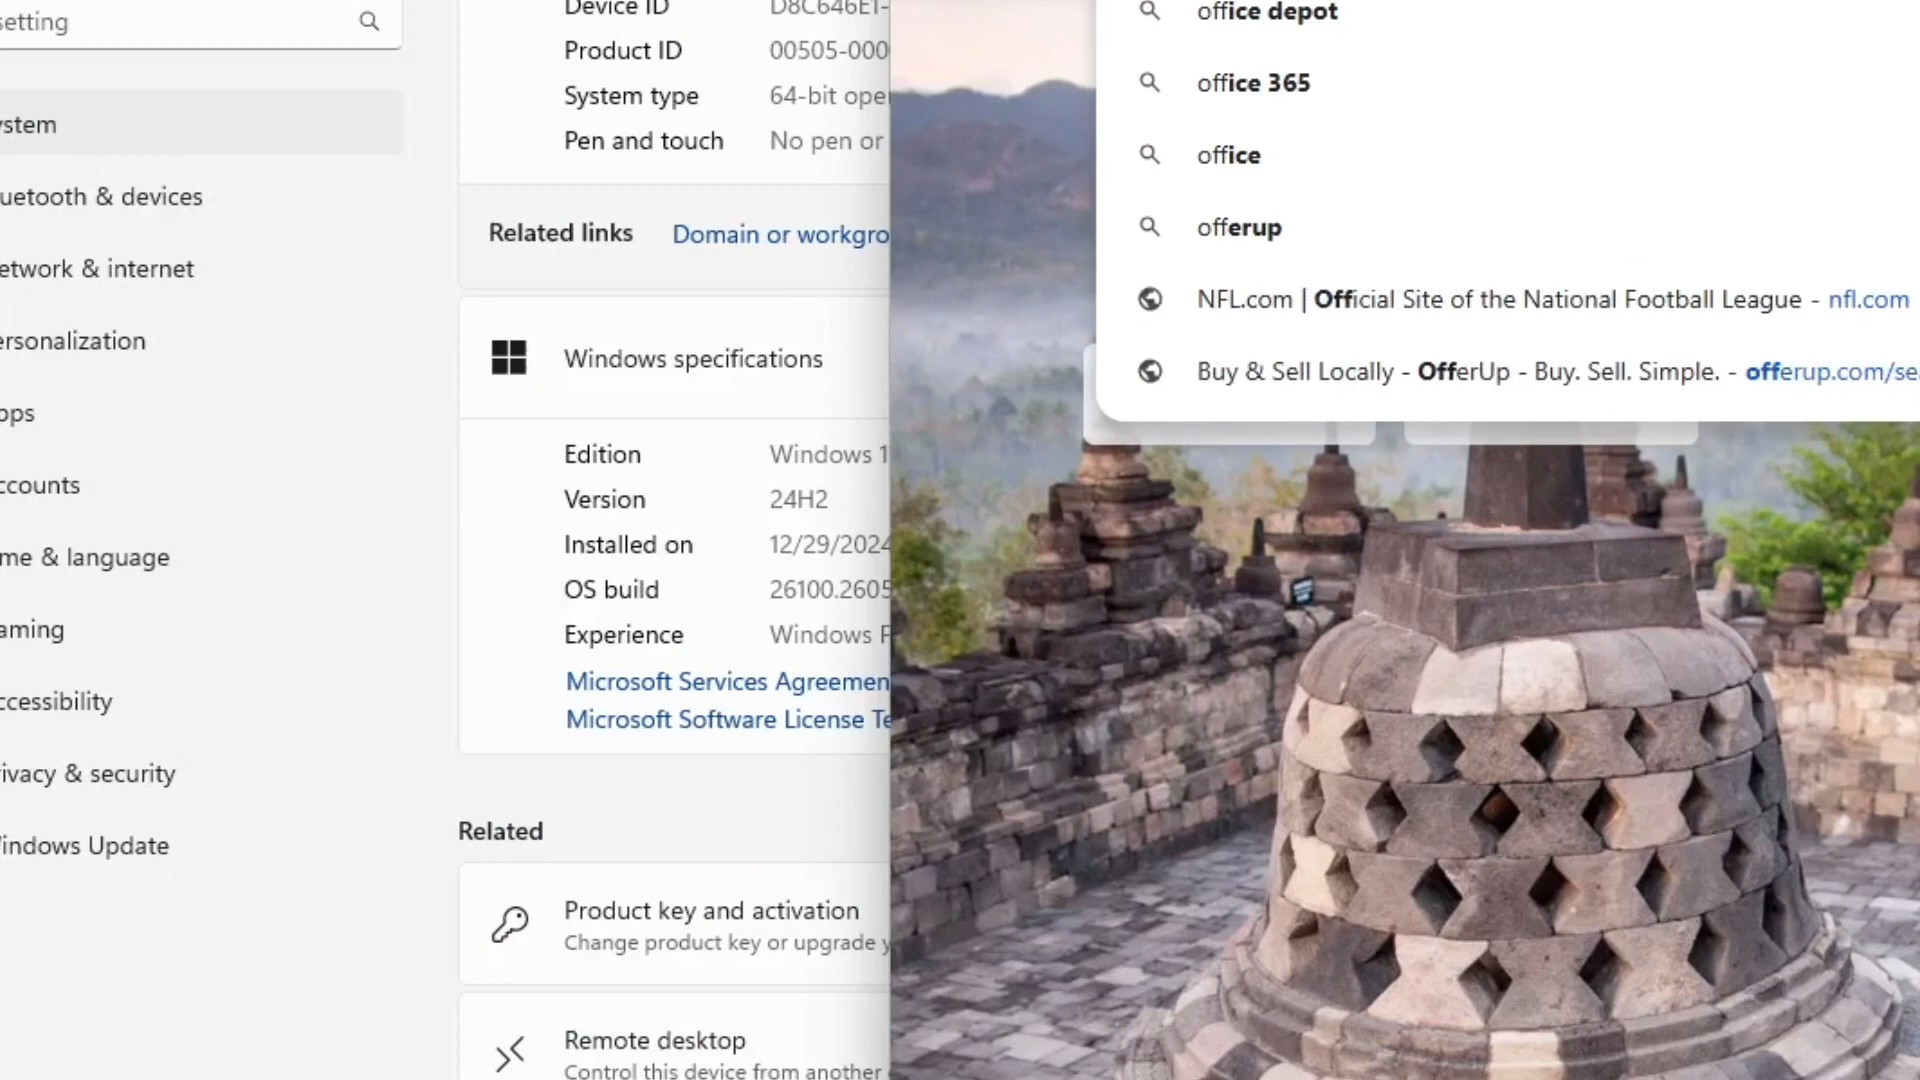 setting
ystem
uetooth & devices
etwork & internet
ersonalization
pps
ccounts
me & language
aming
ccessibility
ivacy & security
Windows Update
Device ID D8C646E1-
Product ID 00505-000
System type 64-bit oper
Pen and touch No pen or
Related links Domain or workgro
Windows specifications
Edition Windows 1
Version 24H2
Installed on 12/29/2024
OS build 26100.2605
Experience Windows F
Microsoft Services Agreemen
Microsoft Software License Te
Related
Product key and activation
Change product key or upgrade y
Remote desktop
Control this device from another
office depot
office 365
office
offerup
NFL.com | Official Site of the National Football League - nfl.com
Buy & Sell Locally - OfferUp - Buy. Sell. Simple. - offerup.com/se